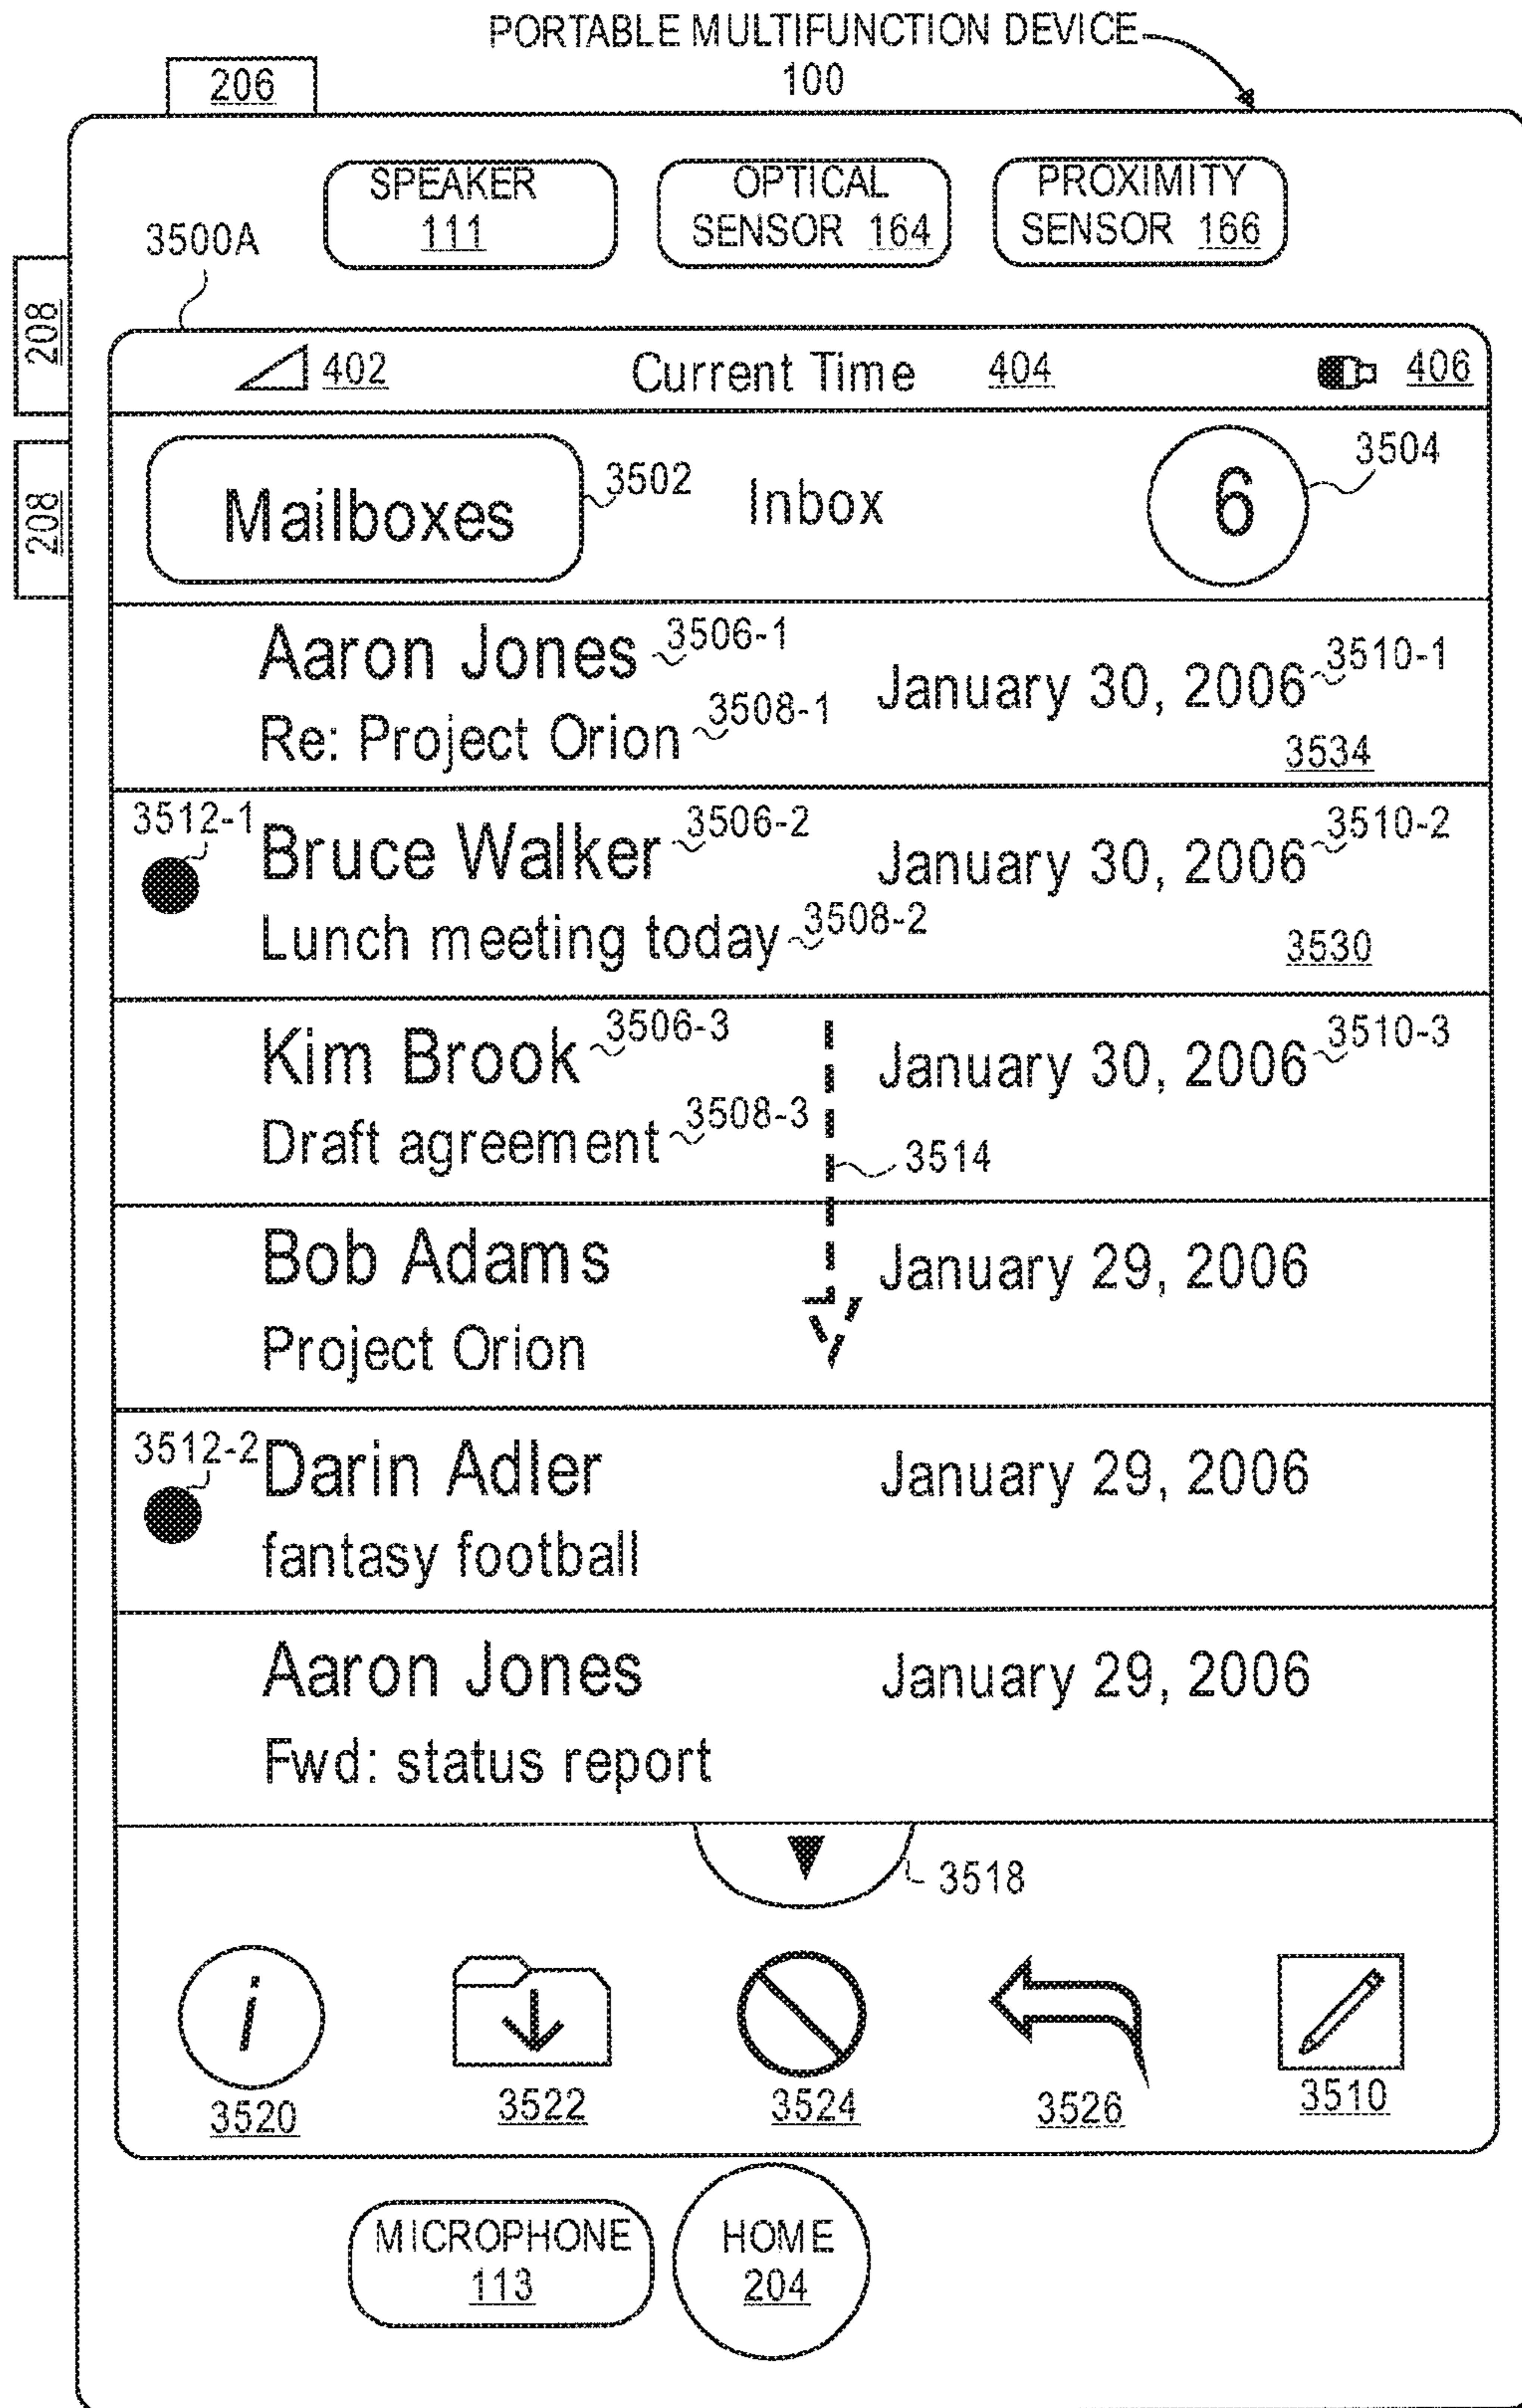 PORTABLE MULTIFUNCTION DEVICE
100
206
SPEAKER
111
OPTICAL
SENSOR 164
PROXIMITY
SENSOR 166
3500A
208
208
402 Current Time 404 406
Mailboxes 3502 Inbox 6 3504
Aaron Jones 3506-1 January 30, 2006 3510-1
Re: Project Orion 3508-1 3534
3512-1 Bruce Walker 3506-2 January 30, 2006 3510-2
Lunch meeting today 3508-2 3530
Kim Brook 3506-3 January 30, 2006 3510-3
Draft agreement 3508-3 3514
Bob Adams January 29, 2006
Project Orion
3512-2 Darin Adler January 29, 2006
fantasy football
Aaron Jones January 29, 2006
Fwd: status report
3518
i
3520 3522 3524 3526 3510
MICROPHONE
113
HOME
204